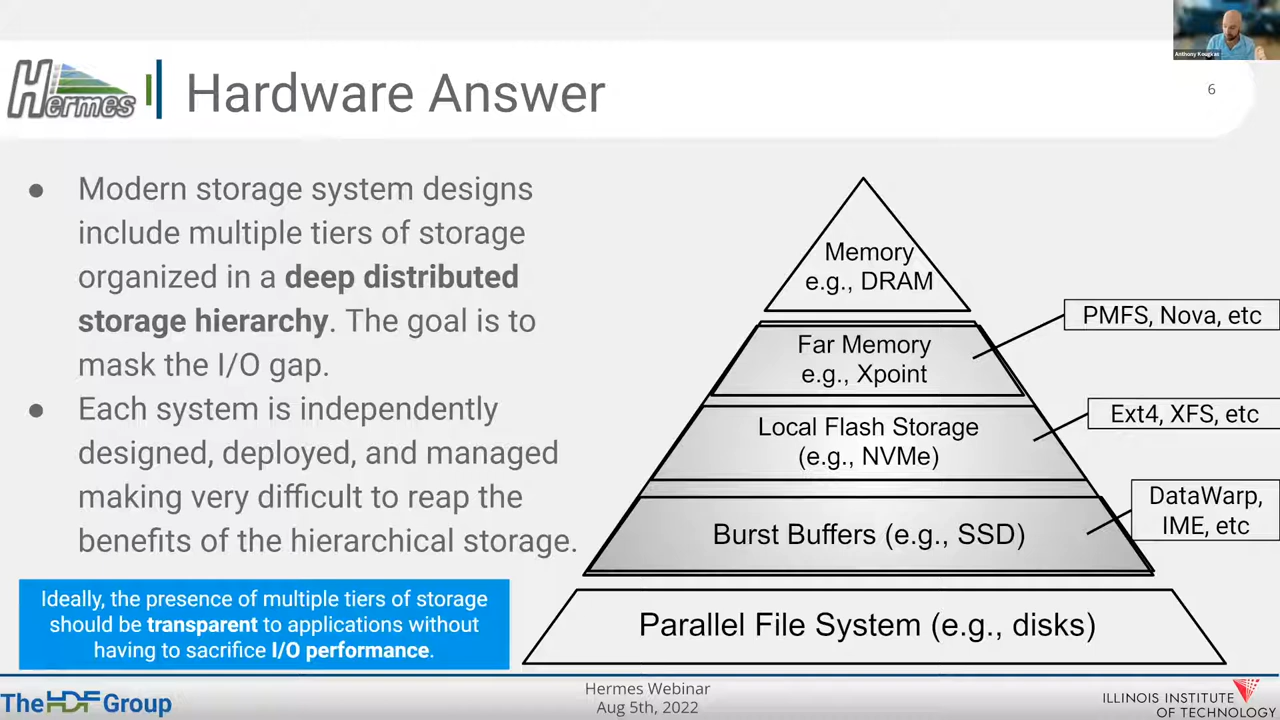 Anthony Kougkas
Hermes
Hardware Answer
6
● Modern storage system designs
include multiple tiers of storage
organized in a deep distributed
storage hierarchy. The goal is to
mask the I/O gap.
● Each system is independently
designed, deployed, and managed
making very difficult to reap the
benefits of the hierarchical storage.
Ideally, the presence of multiple tiers of storage
should be transparent to applications without
having to sacrifice I/O performance.
Memory
e.g., DRAM
Far Memory
e.g., Xpoint
PMFS, Nova, etc
Local Flash Storage
(e.g., NVMe)
Ext4, XFS, etc
Burst Buffers (e.g., SSD)
DataWarp,
IME, etc
Parallel File System (e.g., disks)
The HDF Group
Hermes Webinar
Aug 5th, 2022
ILLINOIS INSTITUTE
OF TECHNOLOGY